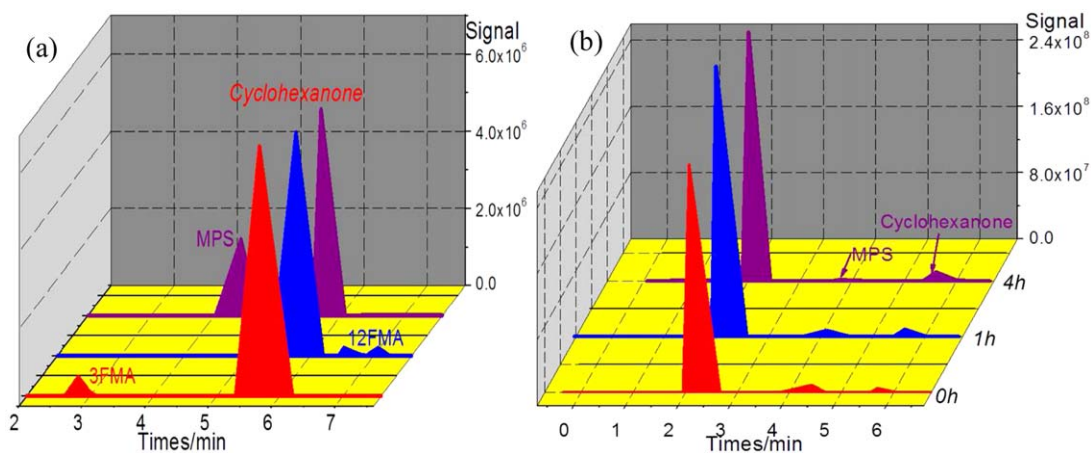 (a)
Signal
6.0x10⁶
4.0x10⁶
2.0x10⁶
0.0
Cyclohexanone
MPS
12FMA
3FMA
2 3 4 5 6 7
Times/min
(b)
Signal
2.4x10⁸
1.6x10⁸
8.0x10⁷
0.0
Cyclohexanone
MPS
4h
1h
0h
0 1 2 3 4 5 6
Times/min